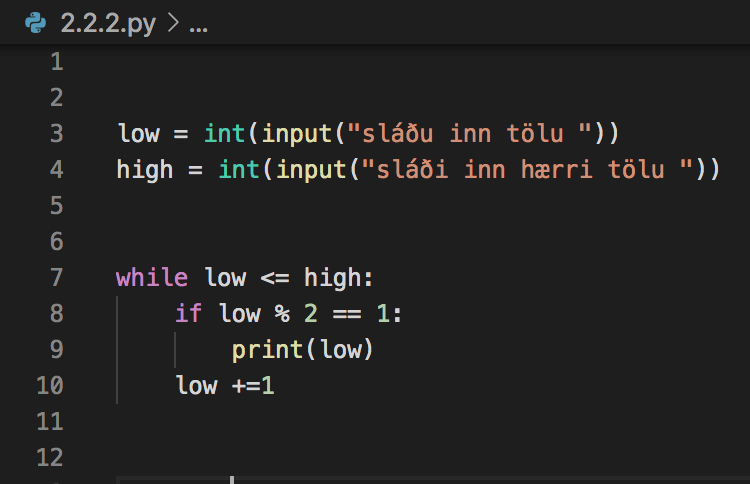 2.2.2.py > ...
1
2
3 low = int(input("sláðu inn tölu "))
4 high = int(input("sláði inn hærri tölu "))
5
6
7 while low <= high:
8     if low % 2 == 1:
9         print(low)
10     low +=1
11
12